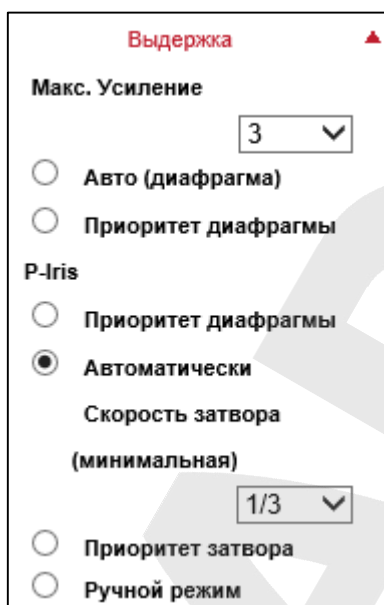 Выдержка
Макс. Усиление
3
Авто (диафрагма)
Приоритет диафрагмы
P-Iris
Приоритет диафрагмы
Автоматически
Скорость затвора
(минимальная)
1/3
Приоритет затвора
Ручной режим